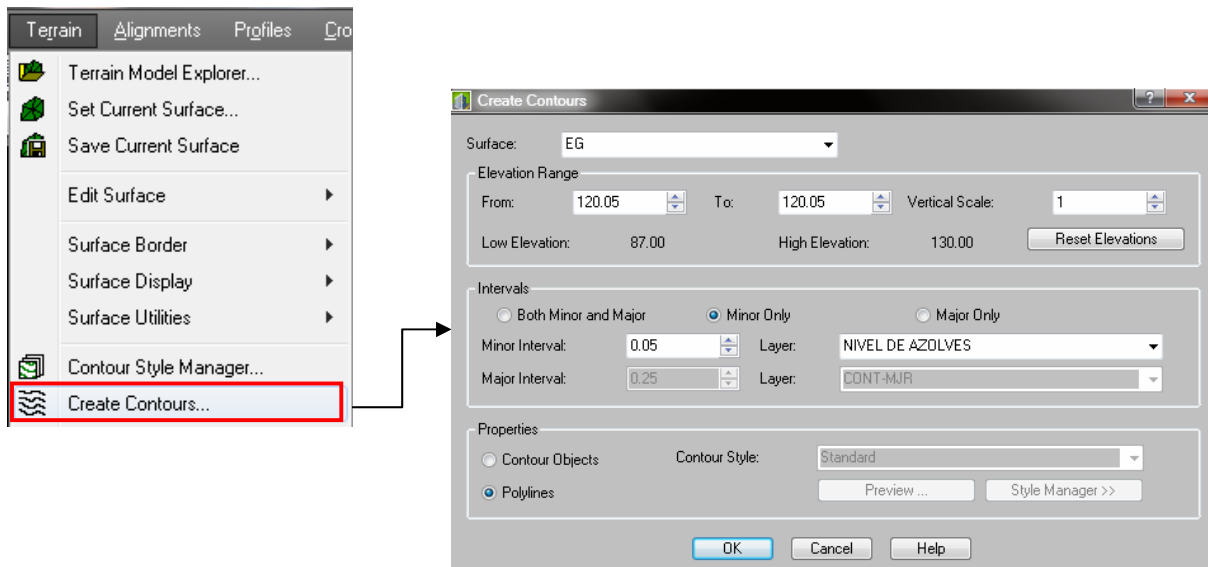 Terrain Alignments Profiles Cro
Terrain Model Explorer...
Set Current Surface...
Save Current Surface
Edit Surface
Surface Border
Surface Display
Surface Utilities
Contour Style Manager...
Create Contours...
Create Contours
Surface: EG
Elevation Range
From: 120.05 To: 120.05 Vertical Scale: 1
Low Elevation: 87.00 High Elevation: 130.00 Reset Elevations
Intervals
Both Minor and Major Minor Only Major Only
Minor Interval: 0.05 Layer: NIVEL DE AZOLVES
Major Interval: 0.25 Layer: CONT-MJR
Properties
Contour Objects Contour Style: Standard
Polylines Preview ... Style Manager >>
OK Cancel Help